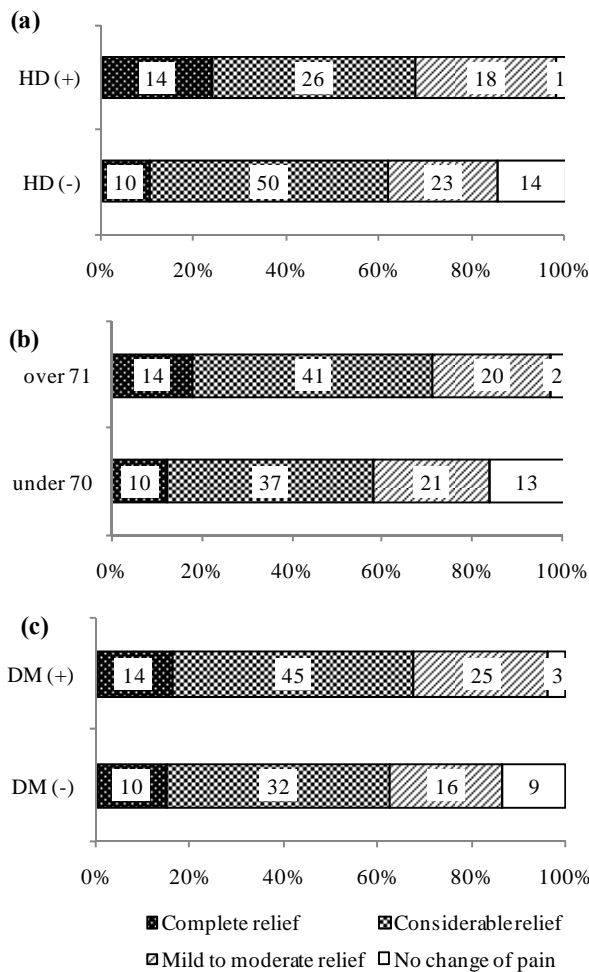 (a)
HD (+) 14 26 18 1
HD (-) 10 50 23 14
0% 20% 40% 60% 80% 100%
(b)
over 71 14 41 20 2
under 70 10 37 21 13
0% 20% 40% 60% 80% 100%
(c)
DM (+) 14 45 25 3
DM (-) 10 32 16 9
0% 20% 40% 60% 80% 100%
Complete relief Considerable relief
Mild to moderate relief No change of pain